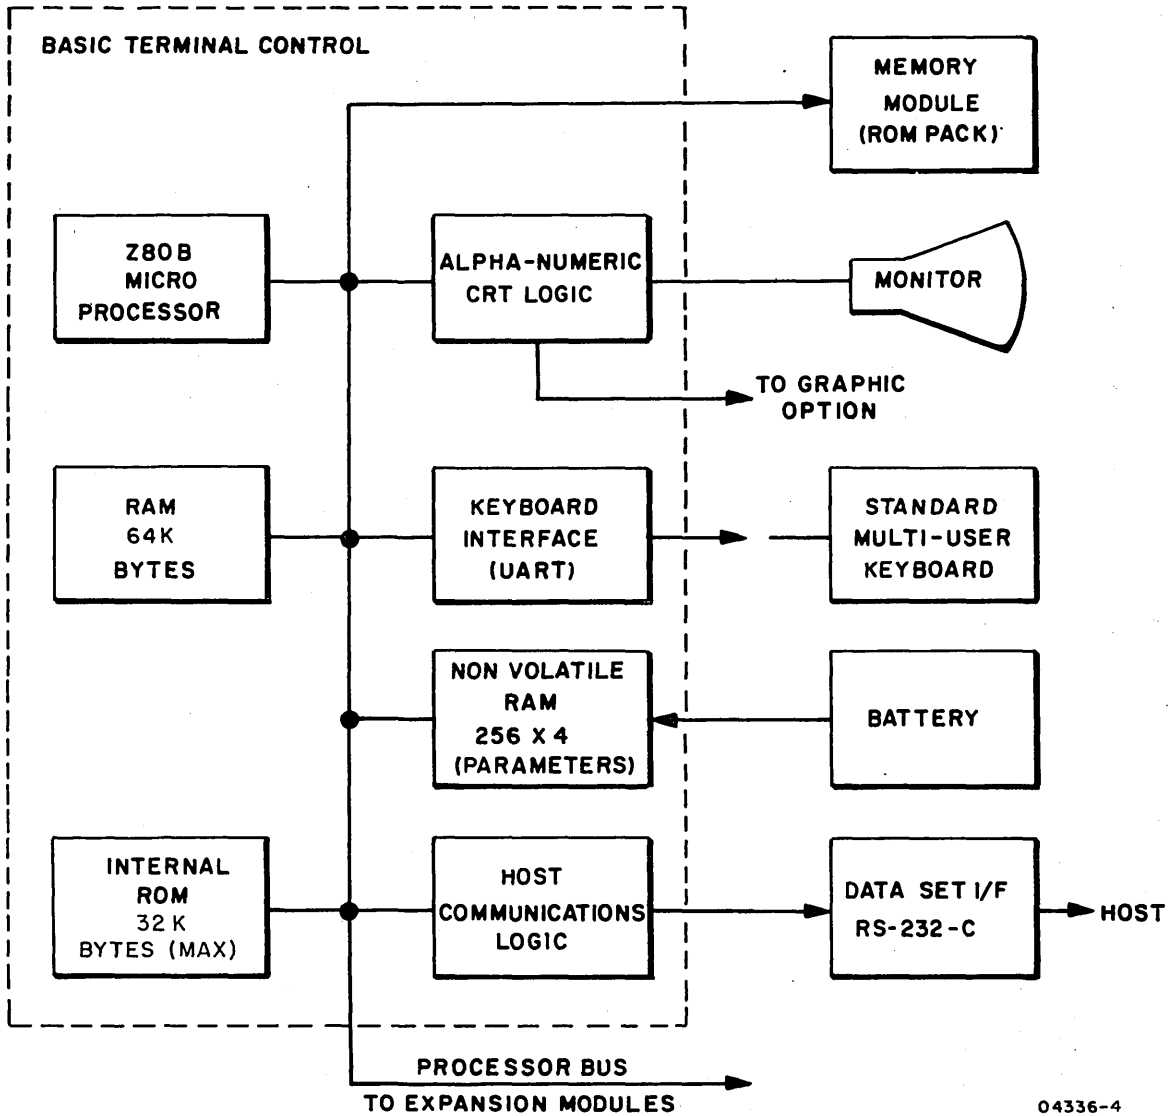 BASIC TERMINAL CONTROL
MEMORY
MODULE
(ROM PACK)
Z80B
MICRO
PROCESSOR
ALPHA-NUMERIC
CRT LOGIC
MONITOR
TO GRAPHIC
OPTION
RAM
64K
BYTES
KEYBOARD
INTERFACE
(UART)
STANDARD
MULTI-USER
KEYBOARD
NON VOLATILE
RAM
256 X 4
(PARAMETERS)
BATTERY
INTERNAL
ROM
32K
BYTES (MAX)
HOST
COMMUNICATIONS
LOGIC
DATA SET I/F
RS-232-C
HOST
PROCESSOR BUS
TO EXPANSION MODULES
04336-4